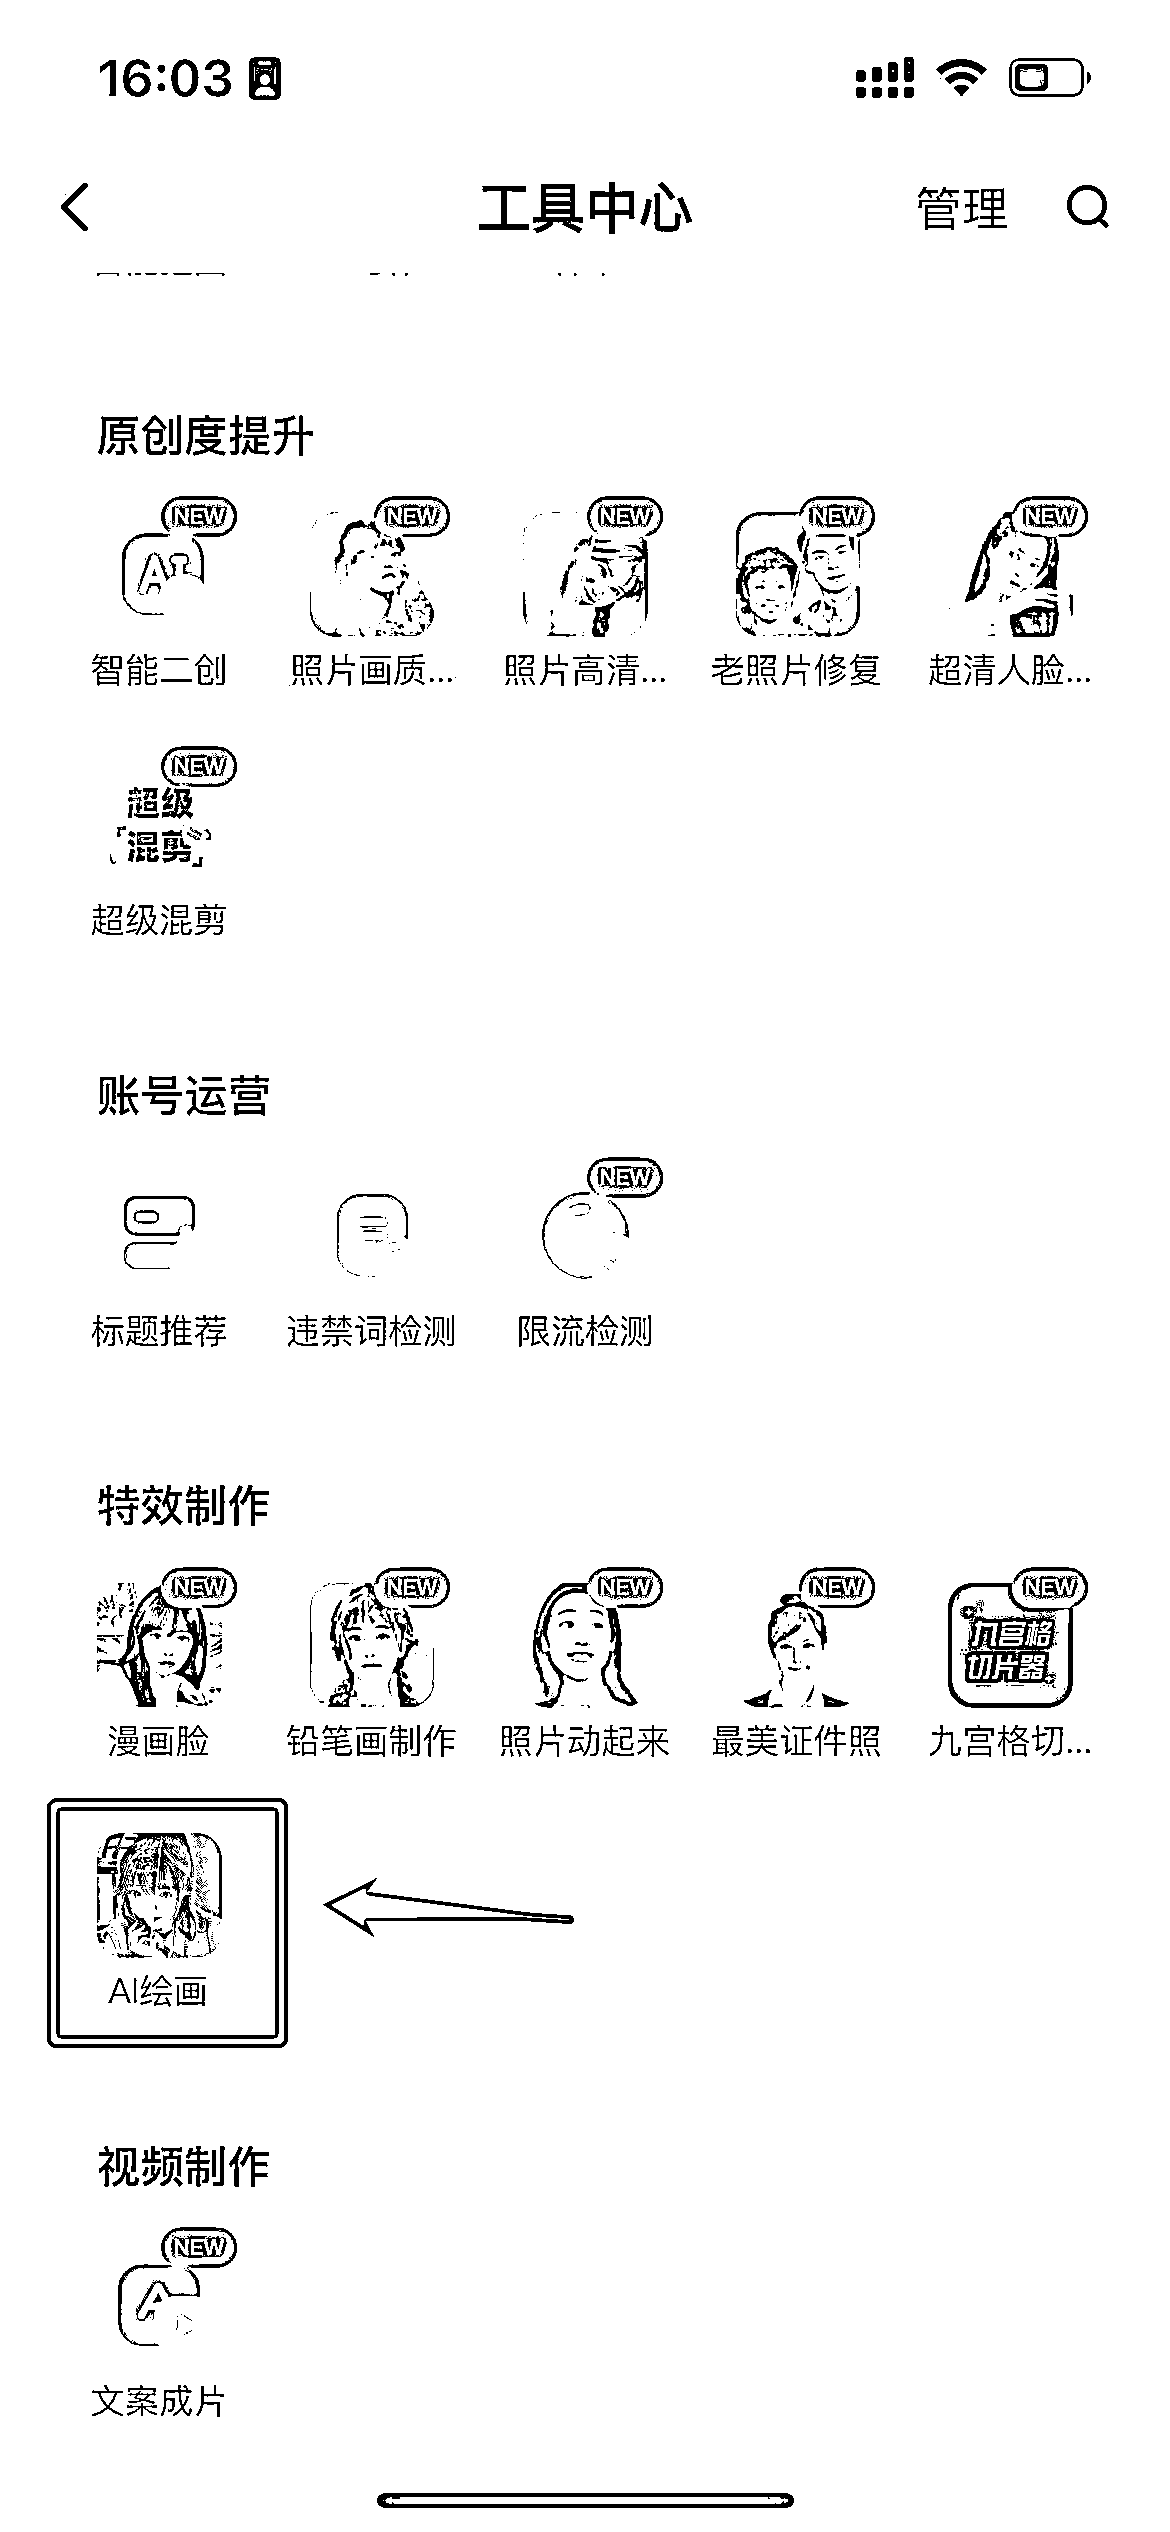 16:03
工具中心 管理
原创度提升
NEW NEW NEW NEW NEW
AI
智能二创 照片画质... 照片高清... 老照片修复 超清人脸...
NEW
超级
混剪
超级混剪
账号运营
NEW
标题推荐 违禁词检测 限流检测
特效制作
NEW NEW NEW NEW NEW
九宫格
切片器
漫画脸 铅笔画制作 照片动起来 最美证件照 九宫格切...
AI绘画
视频制作
NEW
文案成片